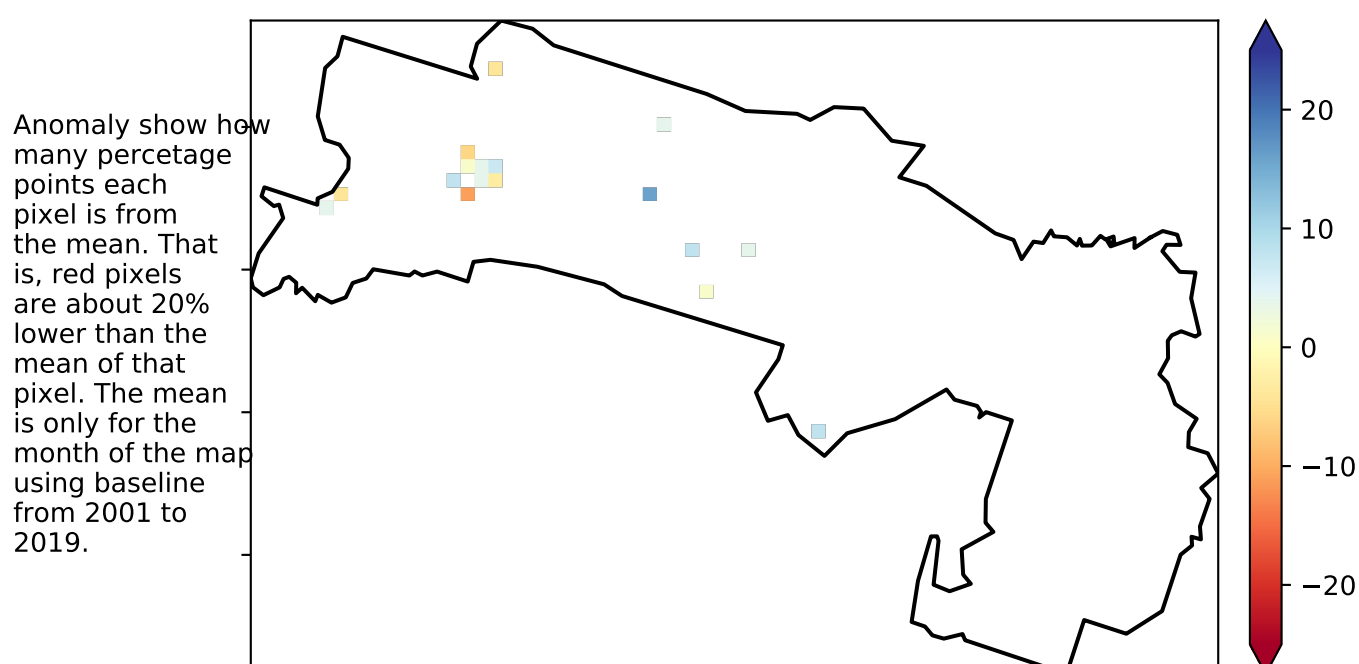 Anomaly show how
many percetage
points each
pixel is from
the mean. That
is, red pixels
are about 20%
lower than the
mean of that
pixel. The mean
is only for the
month of the map
using baseline
from 2001 to
2019.
20
10
0
−10
−20